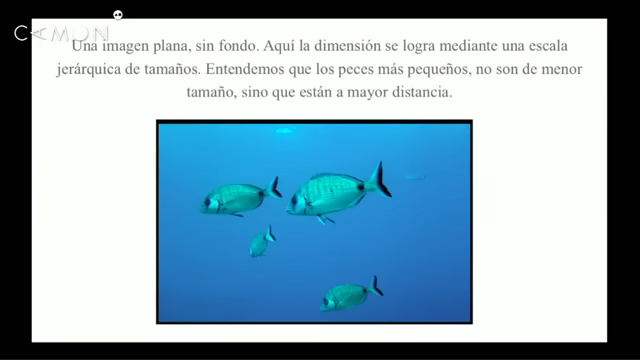 CAMON
Una imagen plana, sin fondo. Aquí la dimensión se logra mediante una escala
jerárquica de tamaños. Entendemos que los peces más pequeños, no son de menor
tamaño, sino que están a mayor distancia.